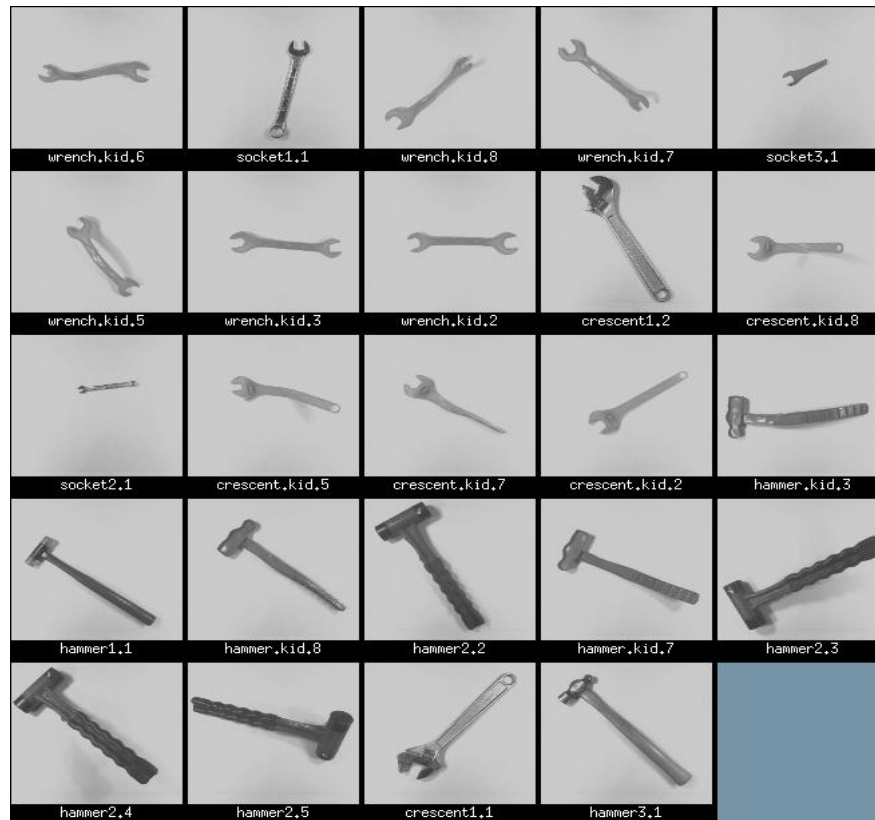 wrench.kid.6
socket1.1
wrench.kid.8
wrench.kid.7
socket3.1
wrench.kid.5
wrench.kid.3
wrench.kid.2
crescent1.2
crescent.kid.8
socket2.1
crescent.kid.5
crescent.kid.7
crescent.kid.2
hammer.kid.3
hammer1.1
hammer.kid.8
hammer2.2
hammer.kid.7
hammer2.3
hammer2.4
hammer2.5
crescent1.1
hammer3.1